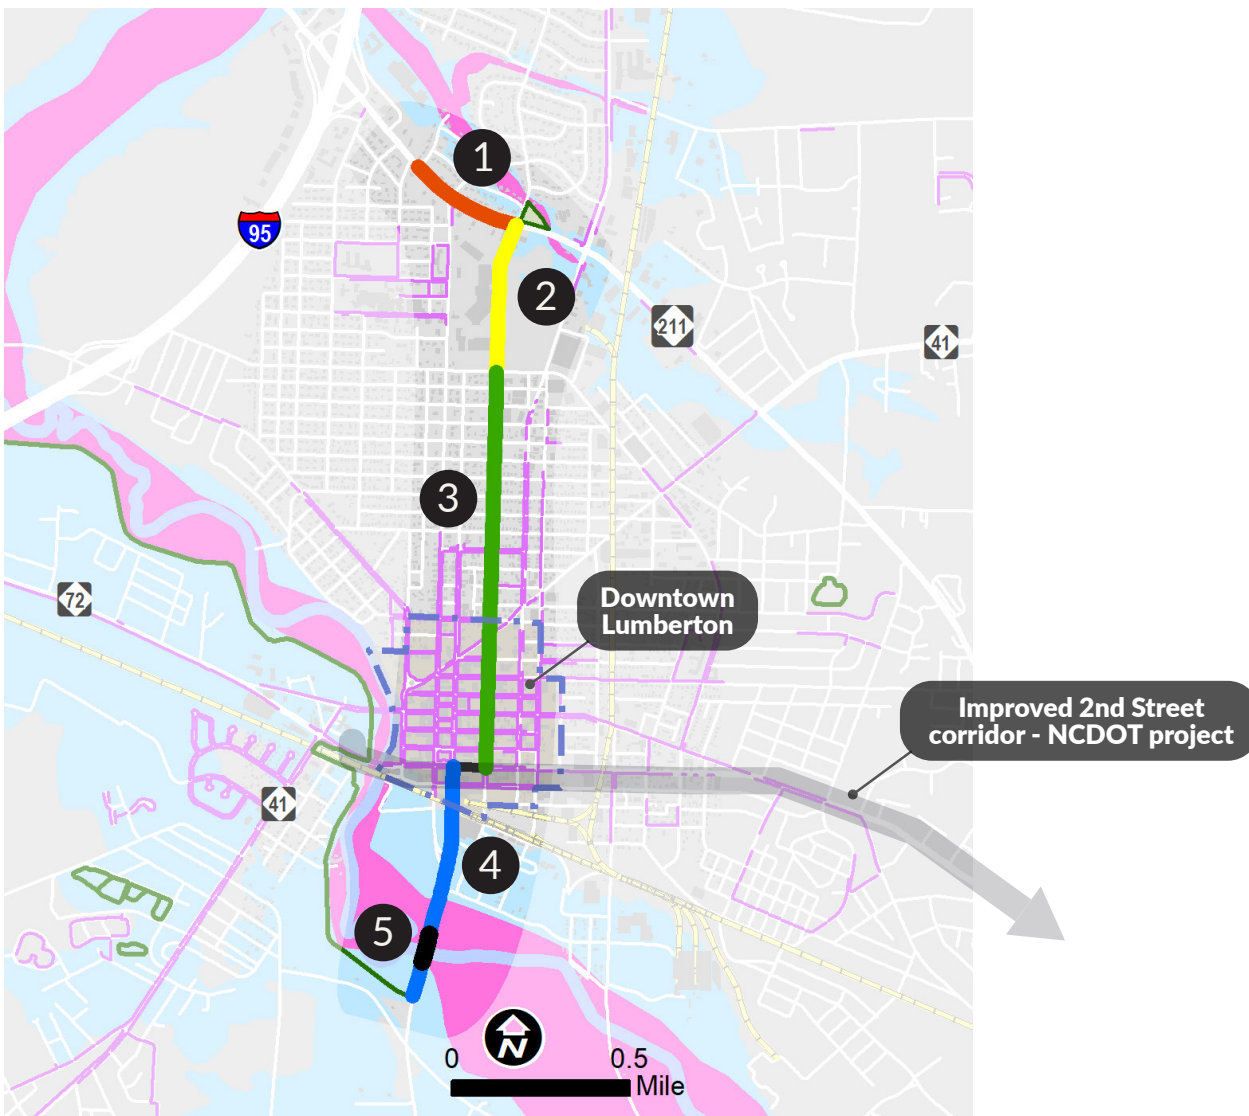 1
95
2
211
41
3
72
Downtown
Lumberton
Improved 2nd Street
corridor - NCDOT project
41
4
5
N
0 0.5
Mile